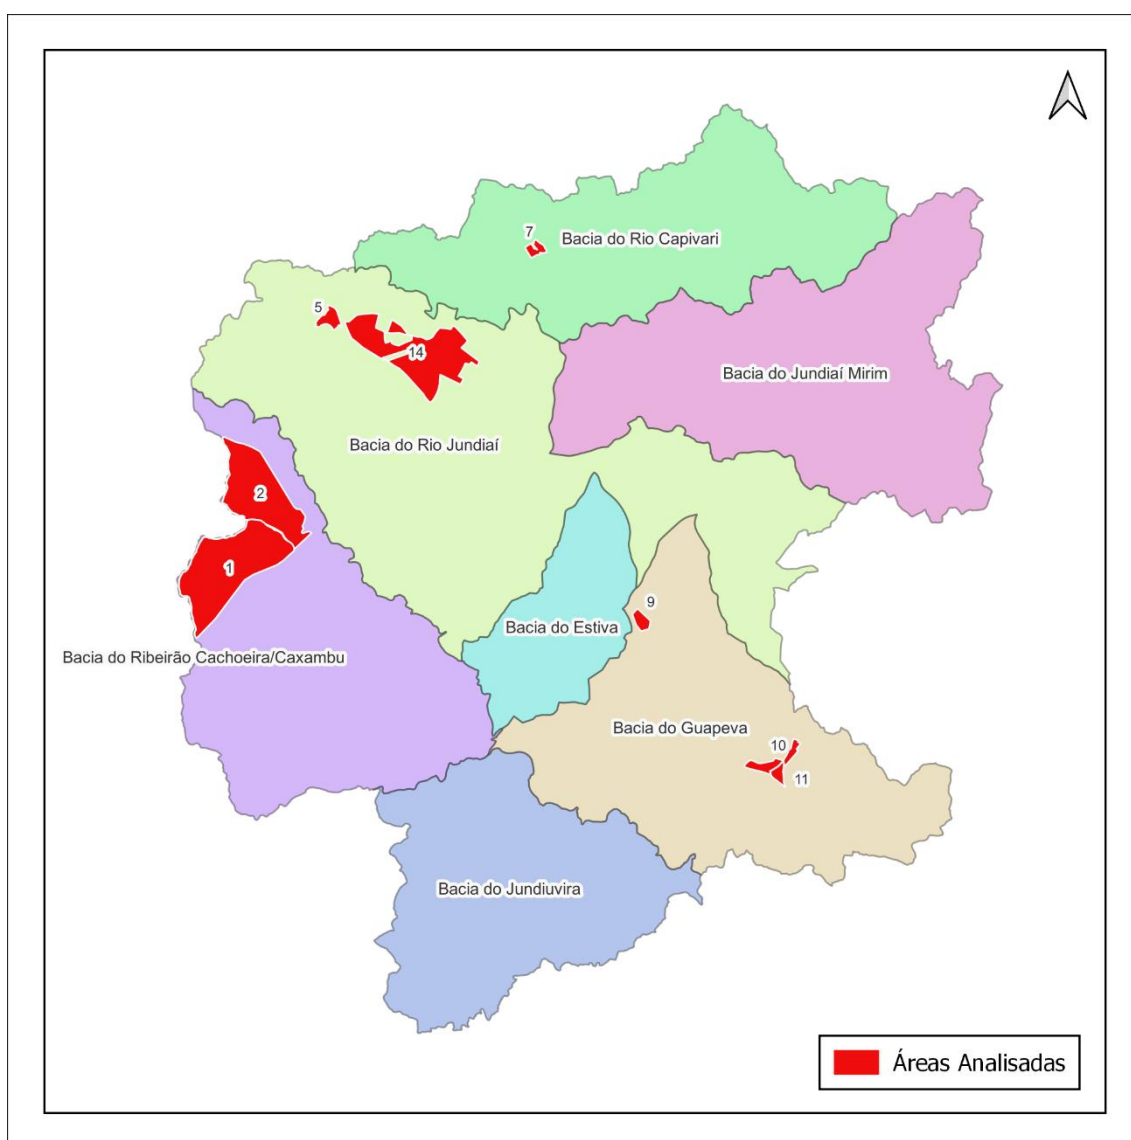 7
Bacia do Rio Capivari
5
14
Bacia do Jundiaí Mirim
Bacia do Rio Jundiaí
2
1
9
Bacia do Estiva
Bacia do Ribeirão Cachoeira/Caxambu
Bacia do Guapeva
10
11
Bacia do Jundiuvira
Áreas Analisadas